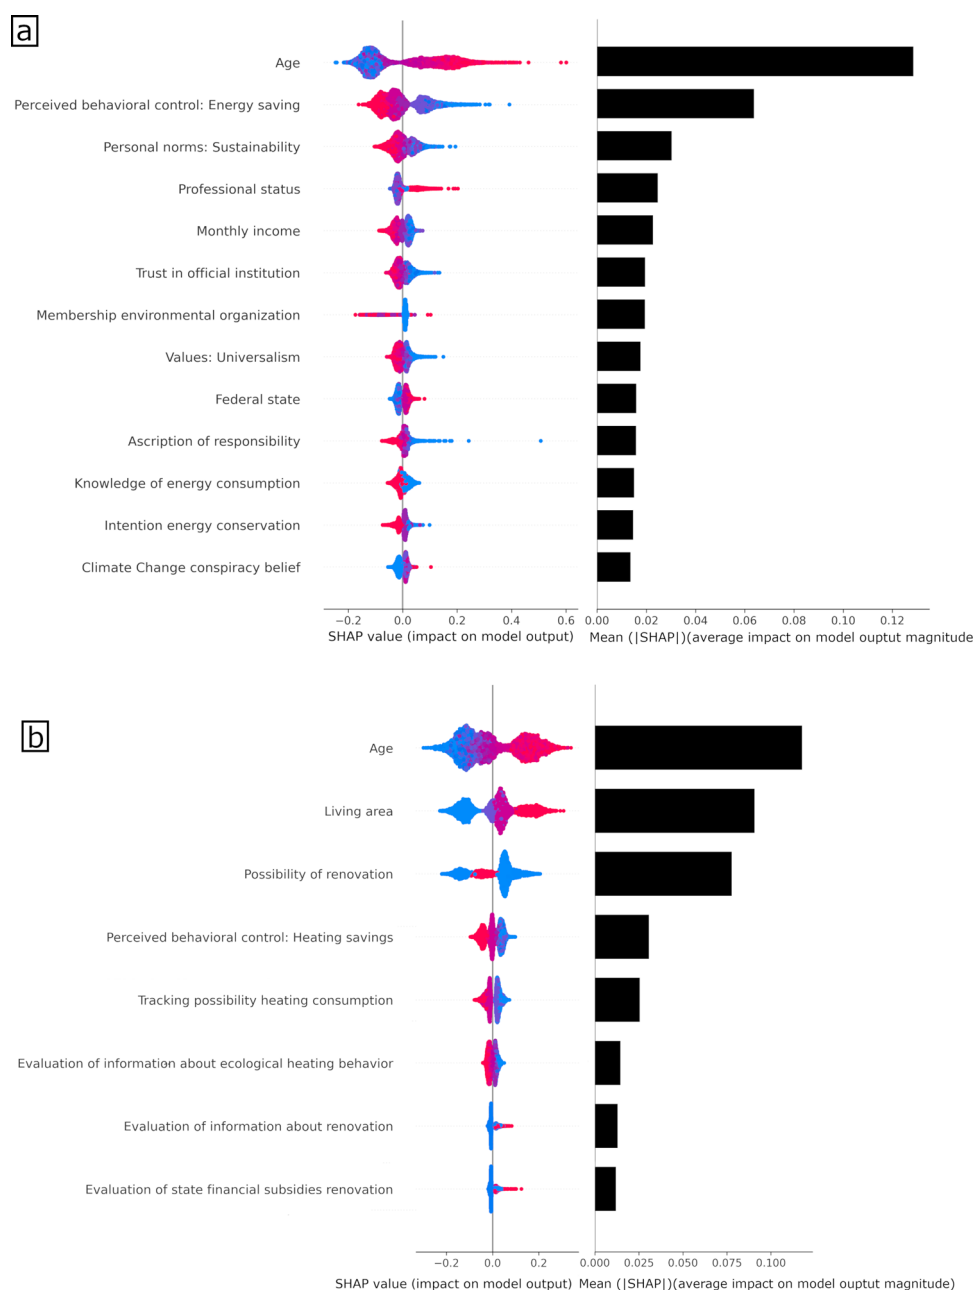 a
Age
Perceived behavioral control: Energy saving
Personal norms: Sustainability
Professional status
Monthly income
Trust in official institution
Membership environmental organization
Values: Universalism
Federal state
Ascription of responsibility
Knowledge of energy consumption
Intention energy conservation
Climate Change conspiracy belief
−0.2 0.0 0.2 0.4 0.6 0.00 0.02 0.04 0.06 0.08 0.10 0.12
SHAP value (impact on model output) Mean (|SHAP|)(average impact on model ouptut magnitude
b
Age
Living area
Possibility of renovation
Perceived behavioral control: Heating savings
Tracking possibility heating consumption
Evaluation of information about ecological heating behavior
Evaluation of information about renovation
Evaluation of state financial subsidies renovation
−0.2 0.0 0.2 0.000 0.025 0.050 0.075 0.100
SHAP value (impact on model output) Mean (|SHAP|)(average impact on model ouptut magnitude)